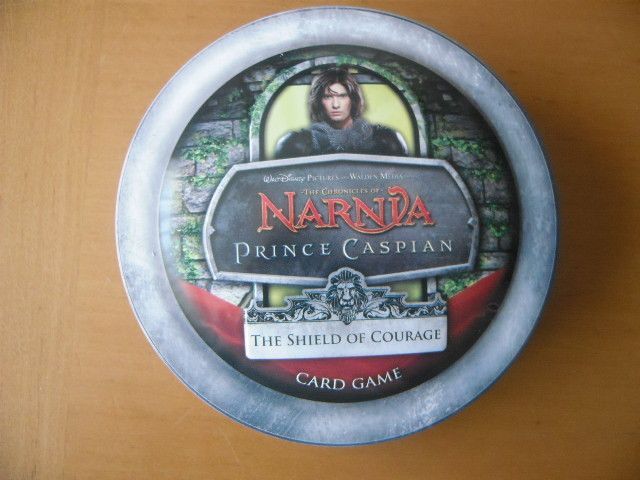 Walt Disney Pictures and Walden Media
The Chronicles of
NARNIA
PRINCE CASPIAN
THE SHIELD OF COURAGE
CARD GAME